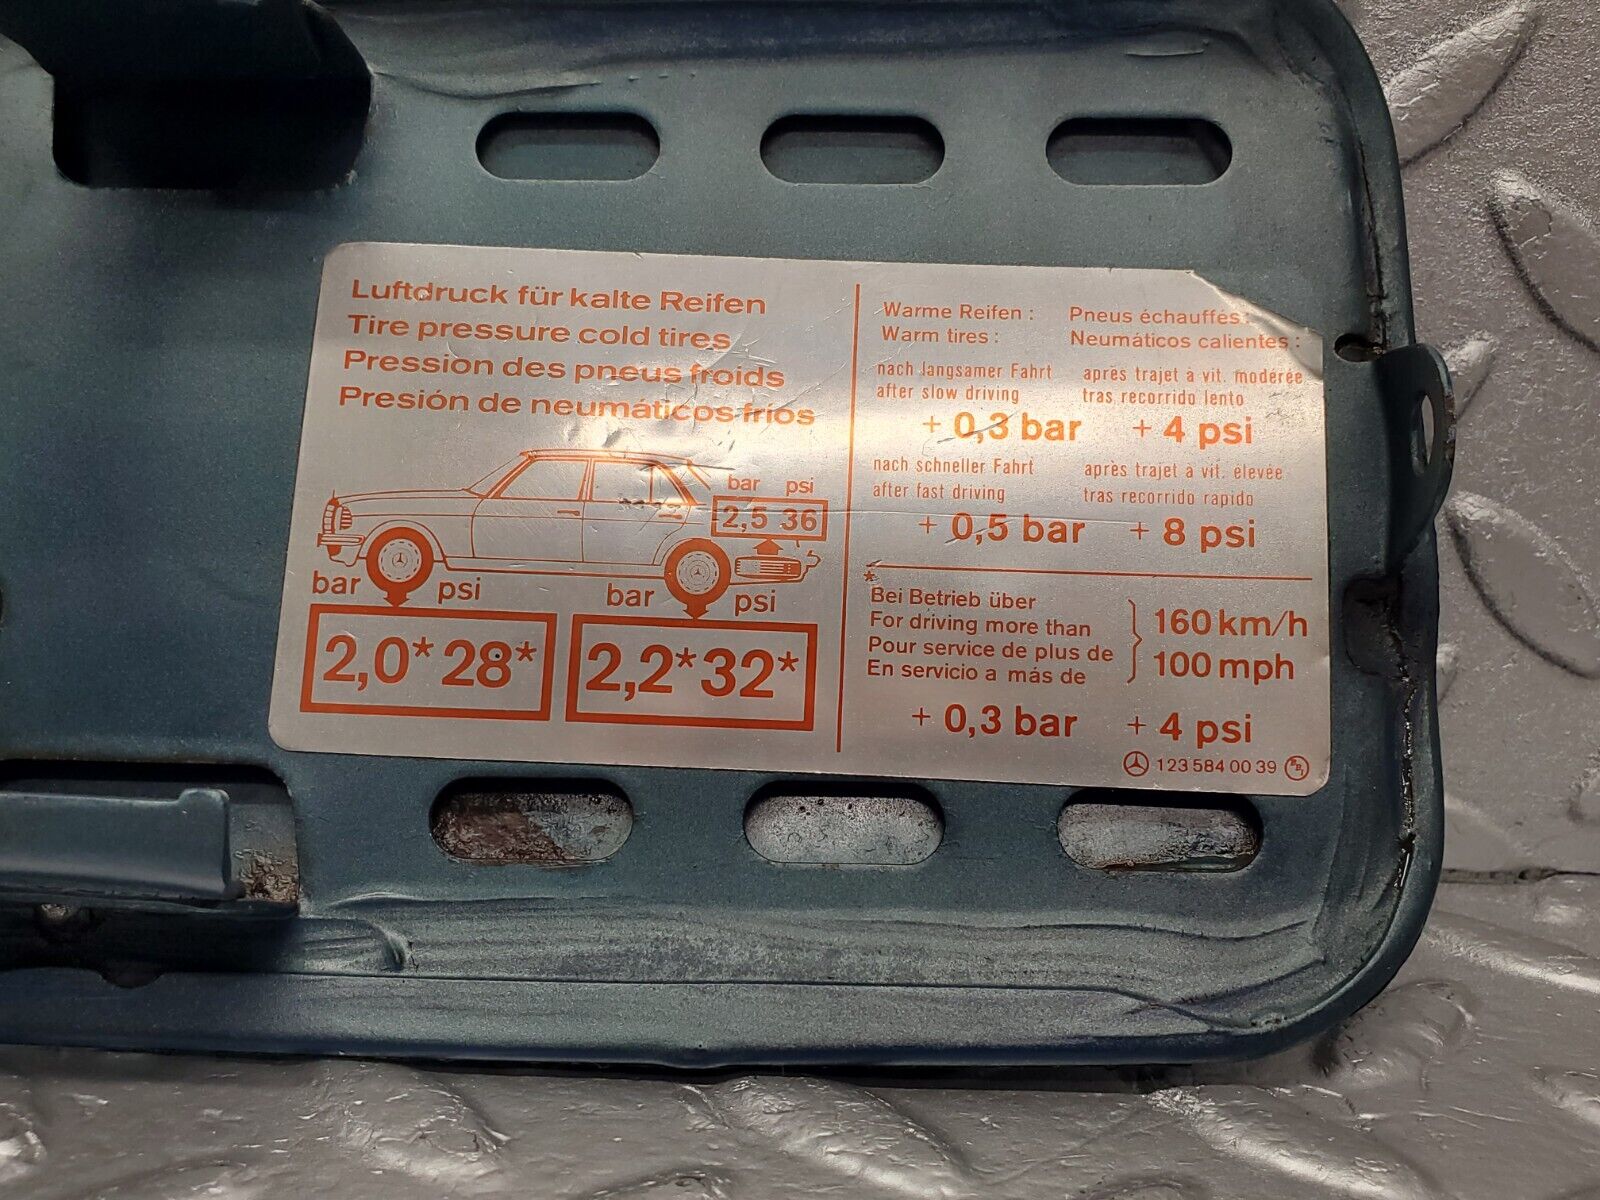 Luftdruck für kalte Reifen
Tire pressure cold tires
Pression des pneus froids
Presión de neumáticos fríos
bar psi
2,5 36
bar psi
2,0* 28*
bar psi
2,2* 32*
Warme Reifen : Pneus échauffés :
Warm tires : Neumáticos calientes :
nach langsamer Fahrt après trajet à vit. modérée
after slow driving tras recorrido lento
+ 0,3 bar + 4 psi
nach schneller Fahrt après trajet à vit. élevée
after fast driving tras recorrido rapido
+ 0,5 bar + 8 psi
*
Bei Betrieb über
For driving more than
Pour service de plus de
En servicio a más de
160 km/h
100 mph
+ 0,3 bar + 4 psi
123 584 00 39